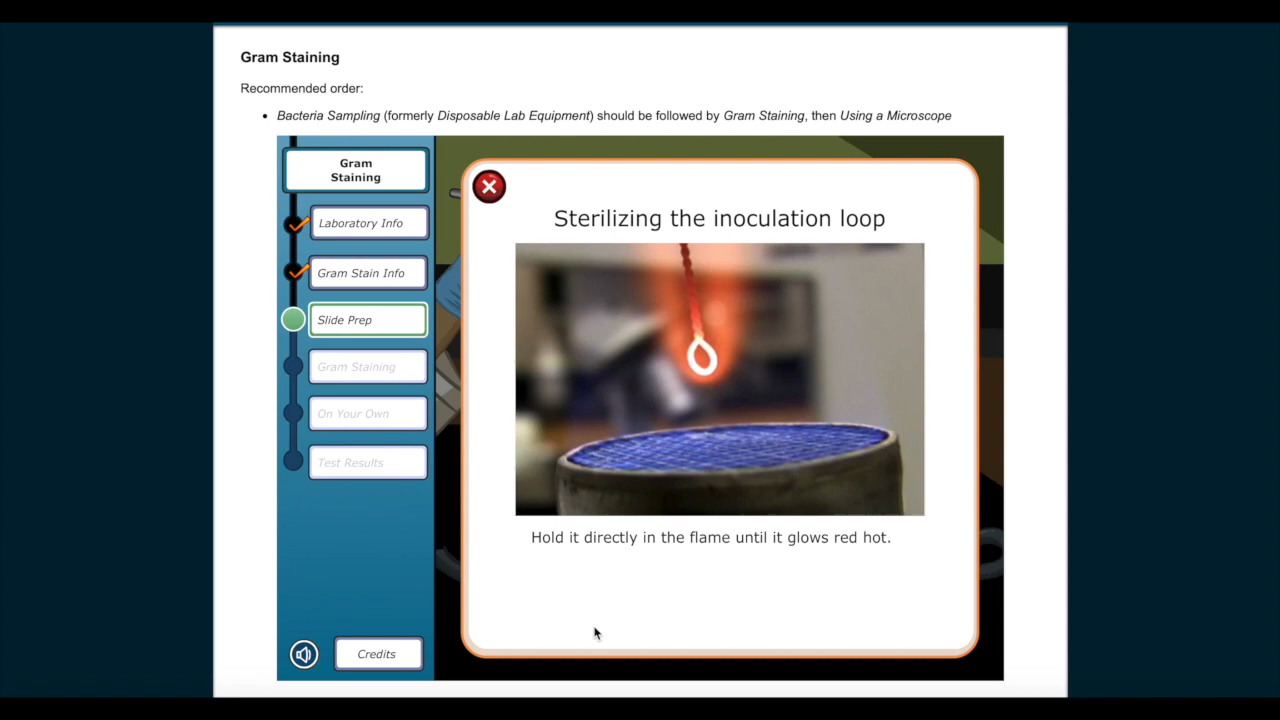 Gram Staining
Recommended order:
• Bacteria Sampling (formerly Disposable Lab Equipment) should be followed by Gram Staining, then Using a Microscope
Gram
Staining
Laboratory Info
Gram Stain Info
Slide Prep
Gram Staining
On Your Own
Test Results
Credits
Sterilizing the inoculation loop
Hold it directly in the flame until it glows red hot.